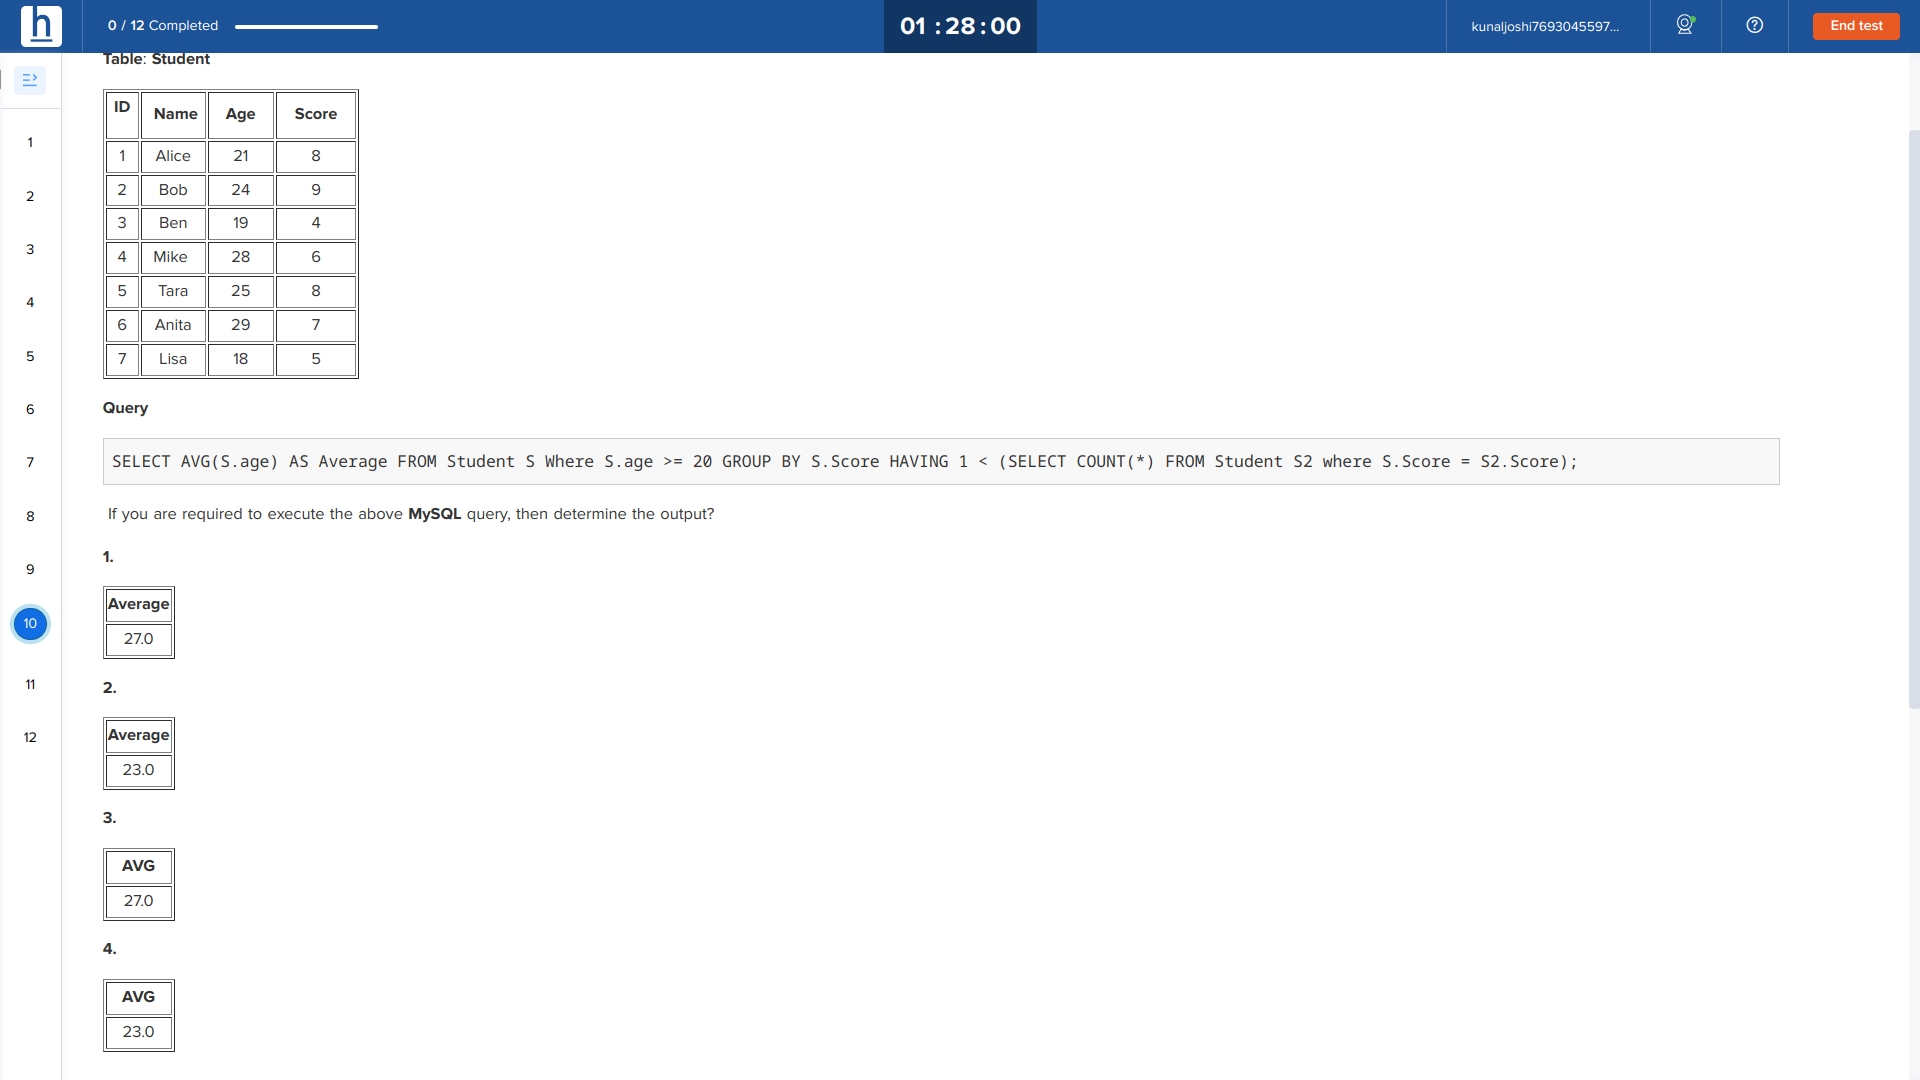 h
0 / 12 Completed
01 : 28 : 00
kunaljoshi7693045597...
End test
1
2
3
4
5
6
7
8
9
10
11
12
Table: Student
ID Name Age Score
1 Alice 21 8
2 Bob 24 9
3 Ben 19 4
4 Mike 28 6
5 Tara 25 8
6 Anita 29 7
7 Lisa 18 5
Query
SELECT AVG(S.age) AS Average FROM Student S Where S.age >= 20 GROUP BY S.Score HAVING 1 < (SELECT COUNT(*) FROM Student S2 where S.Score = S2.Score);
If you are required to execute the above MySQL query, then determine the output?
1.
Average
27.0
2.
Average
23.0
3.
AVG
27.0
4.
AVG
23.0